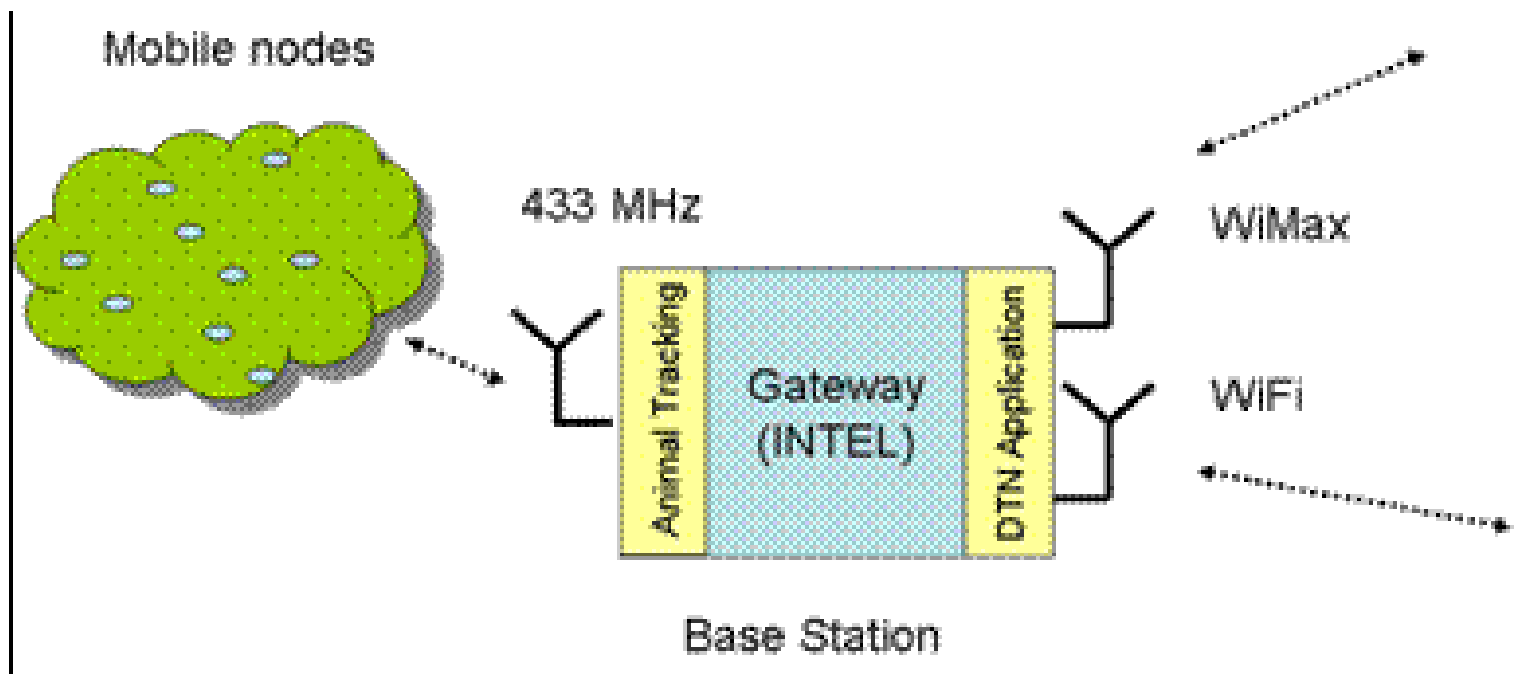 Mobile nodes
433 MHz
WiMax
Animal Tracking
Gateway
(INTEL)
DTN Application
WiFi
Base Station